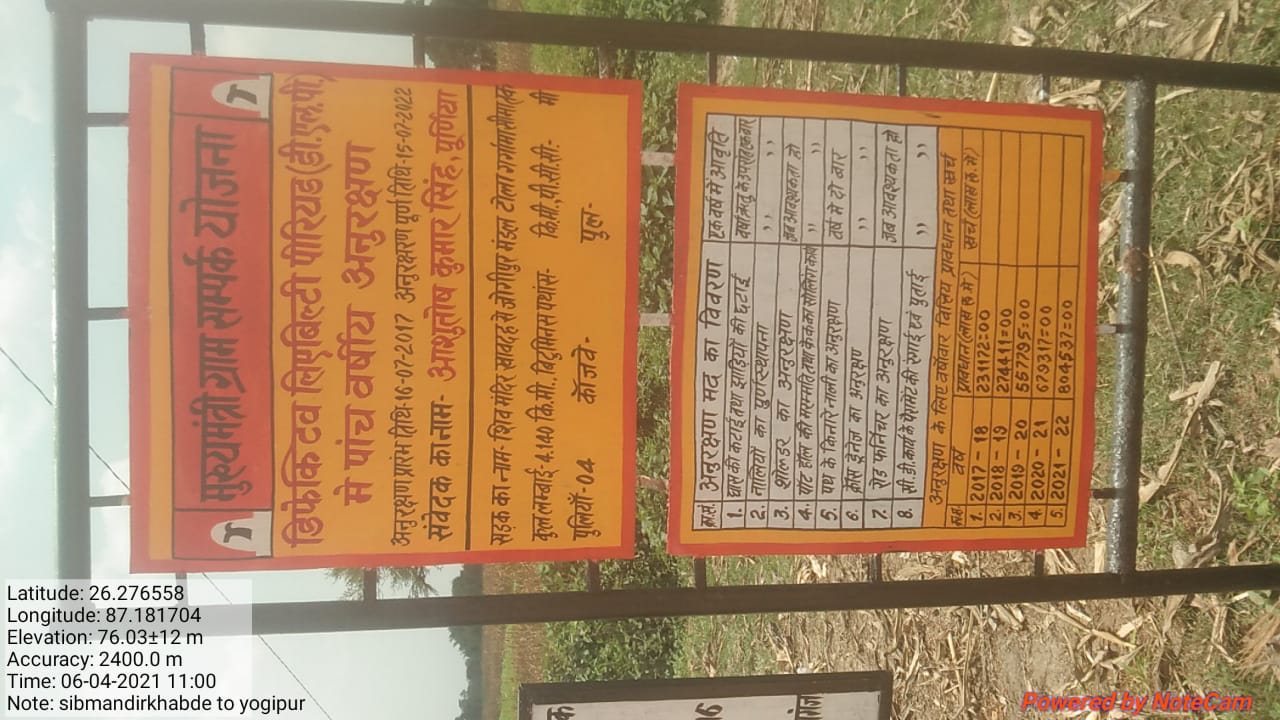 मुख्यमंत्री ग्राम सम्पर्क योजना
डिफेक्टि टव लिएबिल्टी पीरियड (डी.एल.पी)
में पांच वर्षीय अनुरक्षण
अनुरक्षण प्रारंभ तिथि-16-07-2017 अनुरक्षण पूर्ण तिथि-15-07-2022
संवेदक का नाम- आशुतोष कुमार सिंह, पूर्णिया
सड़क का नाम- शिव मंदिर खावदह से जोगीपुर मंडल टोला
कुल लम्बाई- 4.140 कि.मी., बिटुमिनस पथांश- कि.मी., पी.सी.सी:- मी
पुलियाँ-04 कॉजवे- पुल-
क्र.सं. अनुरक्षण मद का विवरण एक वर्ष में आवृति
1. घास की कटाई तथा झाड़ियों की छटाई
2. नालियों का पुर्णस्थापना ,, ,,
3. शोल्डर का अनुरक्षण जब आवश्यकता हो
4. पॉट हॉल की मरम्मति ,, ,,
5. पथ के किनारे नाली का अनुरक्षण वर्ष में दो बार
6. क्रौस ड्रेनेज का अनुरक्षण ,, ,,
7. रोड फर्निचर का अनुरक्षण जब आवश्यकता हो
8. सी.डी.कार्य के पैरापेट की रंगाई एवं पुताई ,, ,,
अनुरक्षण के लिए वर्षवार वित्तिय प्रावधान तथा खर्च
क्र.सं. वर्ष प्रावधान (लाख रु. में) खर्च (लाख रु. में)
1. 2017 - 18 231172=00
2. 2018 - 19 274411=00
3. 2019 - 20 567795=00
4. 2020 - 21 679317=00
5. 2021 - 22 804537=00
Latitude: 26.276558
Longitude: 87.181704
Elevation: 76.03±12 m
Accuracy: 2400.0 m
Time: 06-04-2021 11:00
Note: sibmandirkhabde to yogipur
Powered by NoteCam